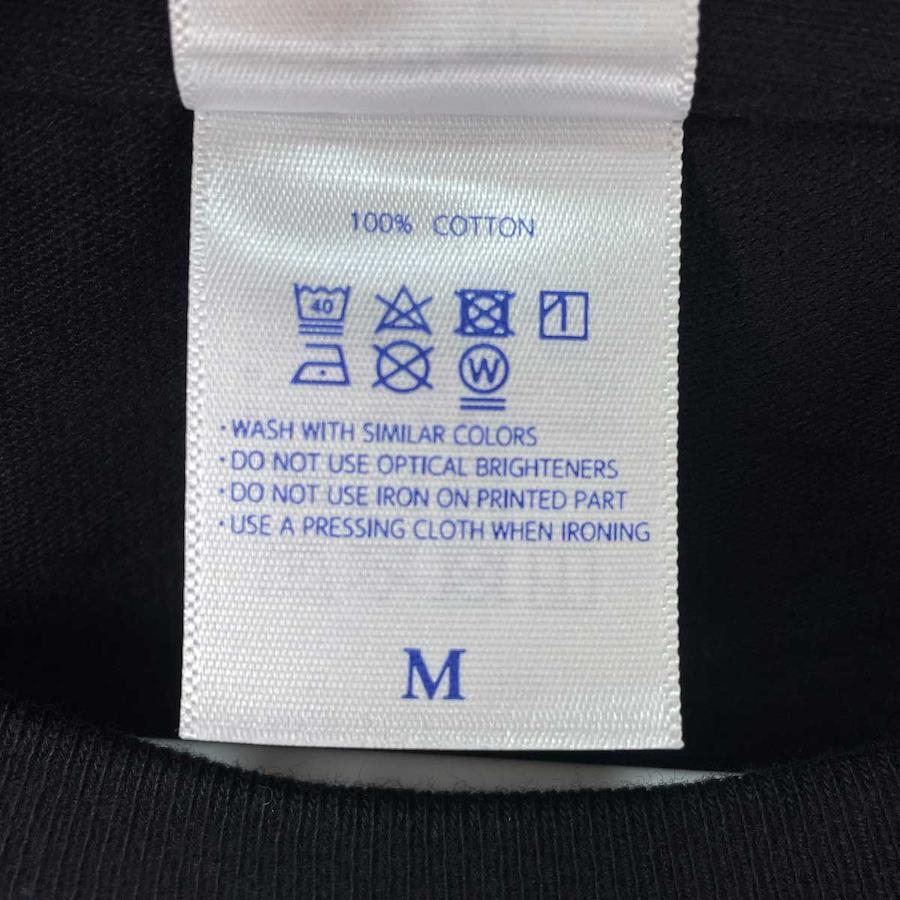 100% COTTON
40
W
·WASH WITH SIMILAR COLORS
·DO NOT USE OPTICAL BRIGHTENERS
·DO NOT USE IRON ON PRINTED PART
·USE A PRESSING CLOTH WHEN IRONING
M